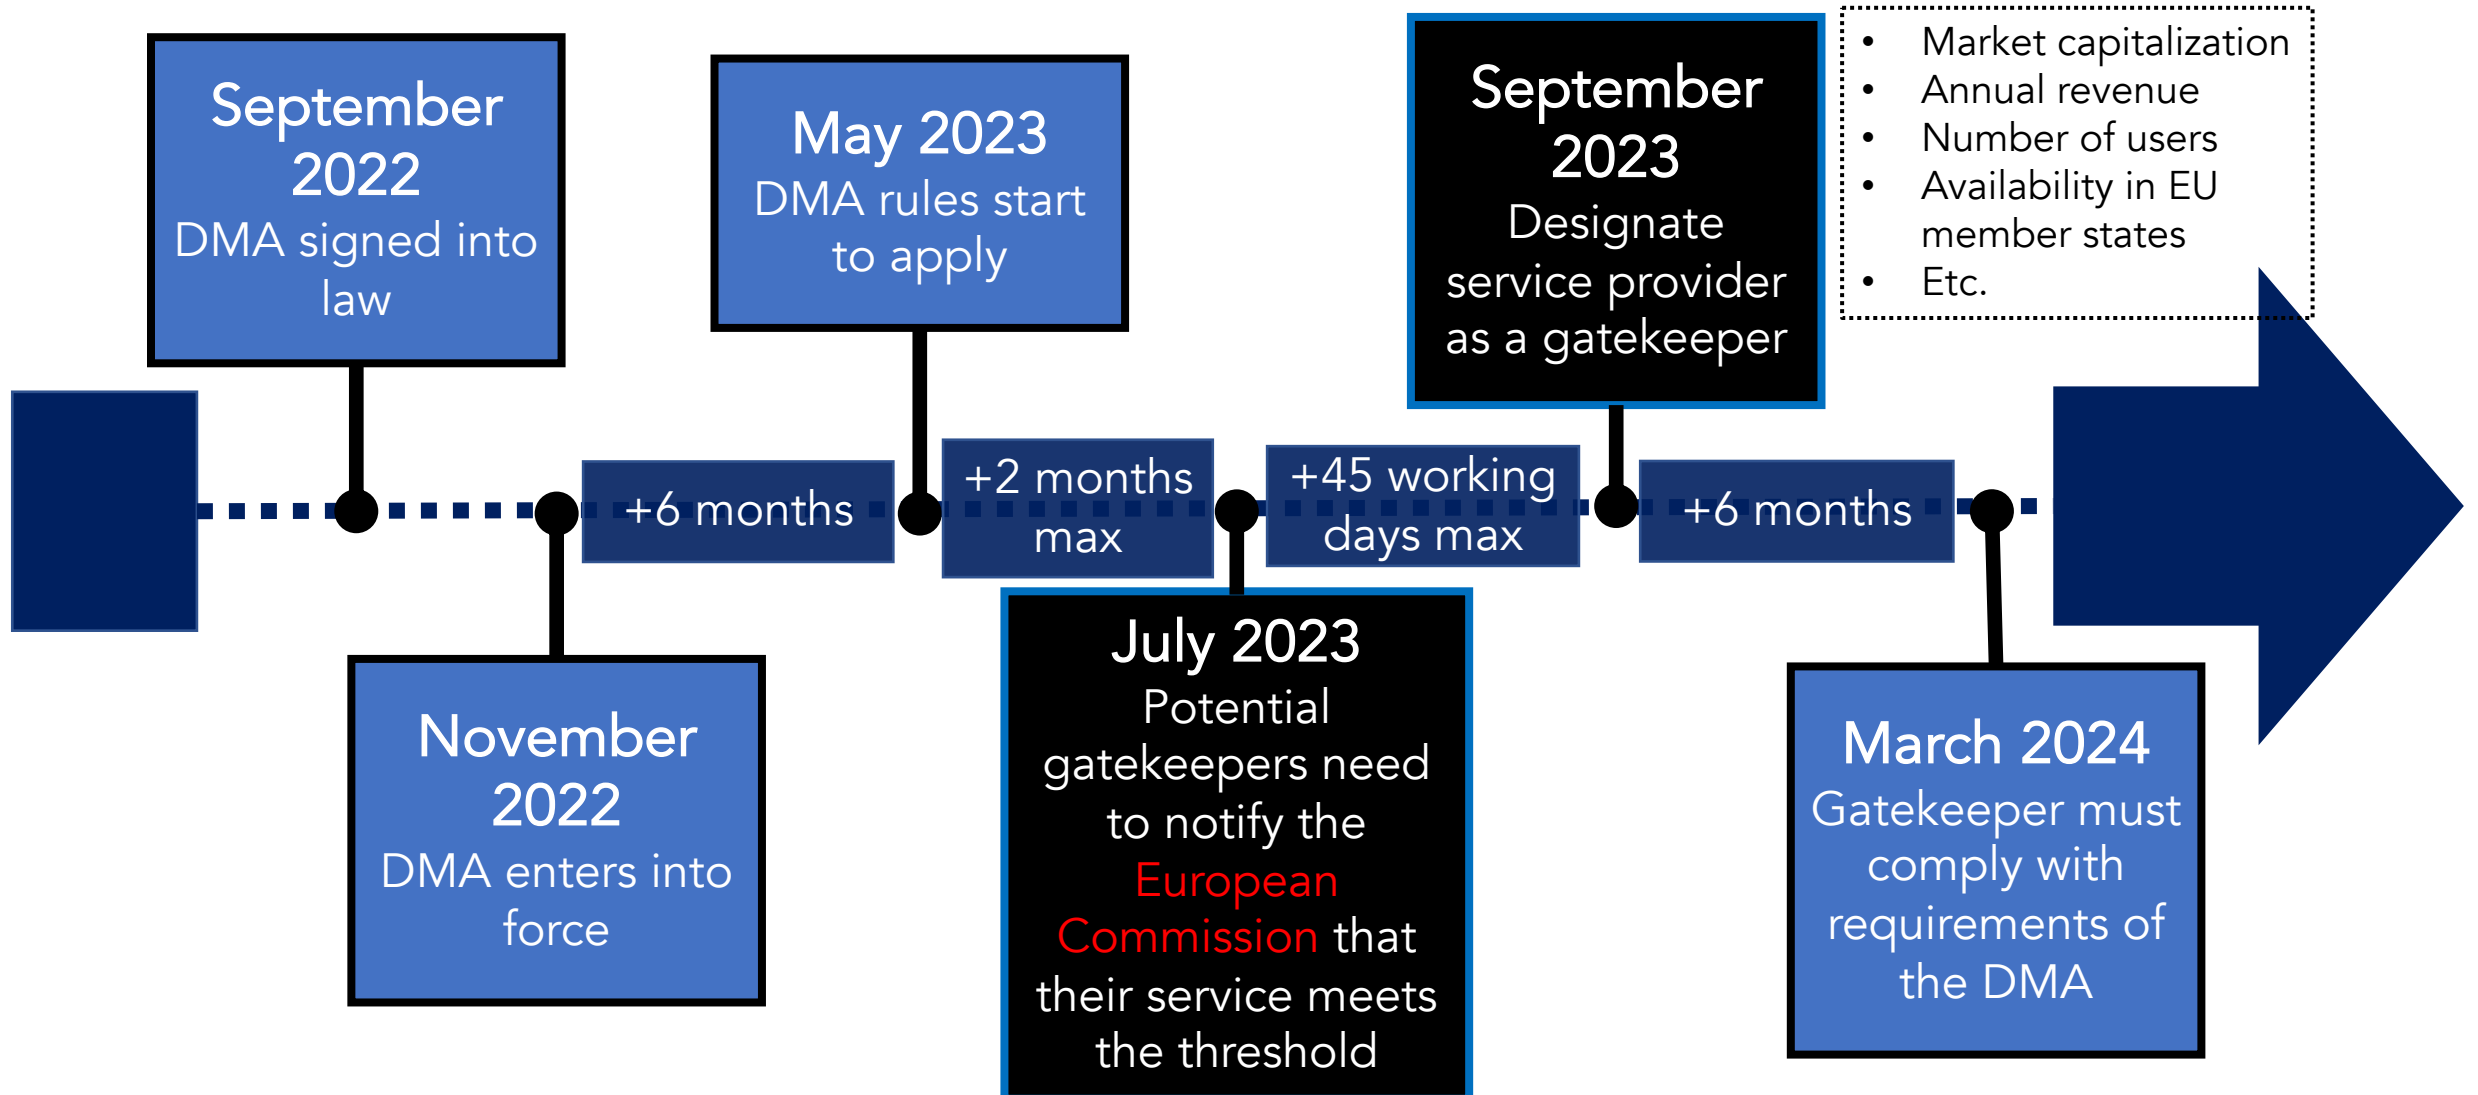 September
2022
DMA signed into
law
November
2022
DMA enters into
force
+6 months
May 2023
DMA rules start
to apply
+2 months
max
July 2023
Potential
gatekeepers need
to notify the
European
Commission that
their service meets
the threshold
+45 working
days max
September
2023
Designate
service provider
as a gatekeeper
• Market capitalization
• Annual revenue
• Number of users
• Availability in EU
member states
• Etc.
+6 months
March 2024
Gatekeeper must
comply with
requirements of
the DMA